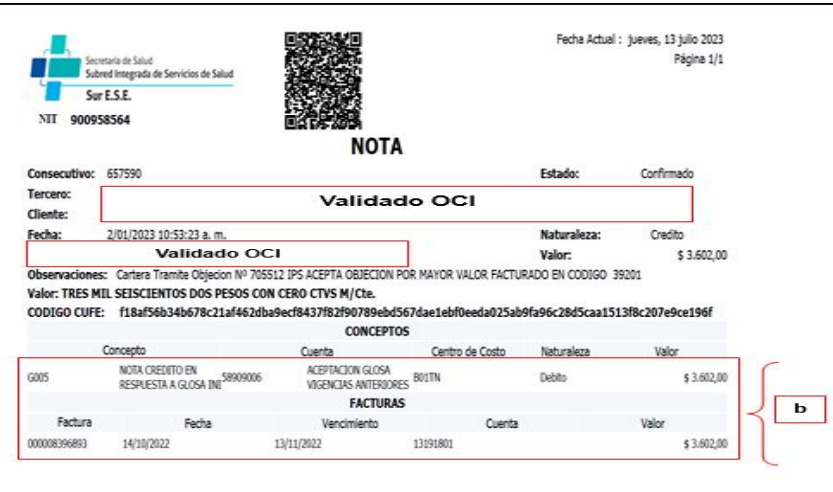 Fecha Actual : jueves, 13 julio 2023
Página 1/1
Secretaría de Salud
Subred Integrada de Servicios de Salud
Sur E.S.E.
NIT 900958564
NOTA
Consecutivo: 657590 Estado: Confirmado
Tercero:
Validado OCI
Cliente:
Fecha: 2/01/2023 10:53:23 a. m. Naturaleza: Credito
Validado OCI Valor: $ 3.602,00
Observaciones: Cartera Tramite Objecion Nº 705512 IPS ACEPTA OBJECION POR MAYOR VALOR FACTURADO EN CODIGO 39201
Valor: TRES MIL SEISCIENTOS DOS PESOS CON CERO CTVS M/Cte.
CODIGO CUFE: f18af56b34b678c21af462dba9ecf8437f82f90789ebd567dae1ebf0eeda025ab9fa96c28d5caa1513f8c207e9ce196f
CONCEPTOS
Concepto Cuenta Centro de Costo Naturaleza Valor
G005 NOTA CREDITO EN RESPUESTA A GLOSA INI 58909006 ACEPTACION GLOSA VIGENCIAS ANTERIORES B01TN Debito $ 3.602,00
FACTURAS
Factura Fecha Vencimiento Cuenta Valor
000008396893 14/10/2022 13/11/2022 13191801 $ 3.602,00
b